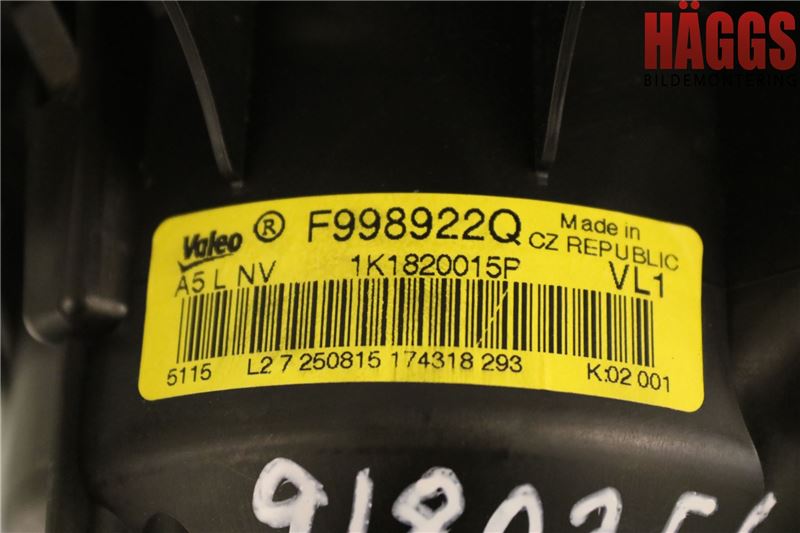 HÄGGS
BILDEMONTERING
Valeo ® F998922Q Made in
CZ REPUBLIC
A5 L NV 1K1820015P VL1
5115 L2 7 250815 174318 293 K:02 001